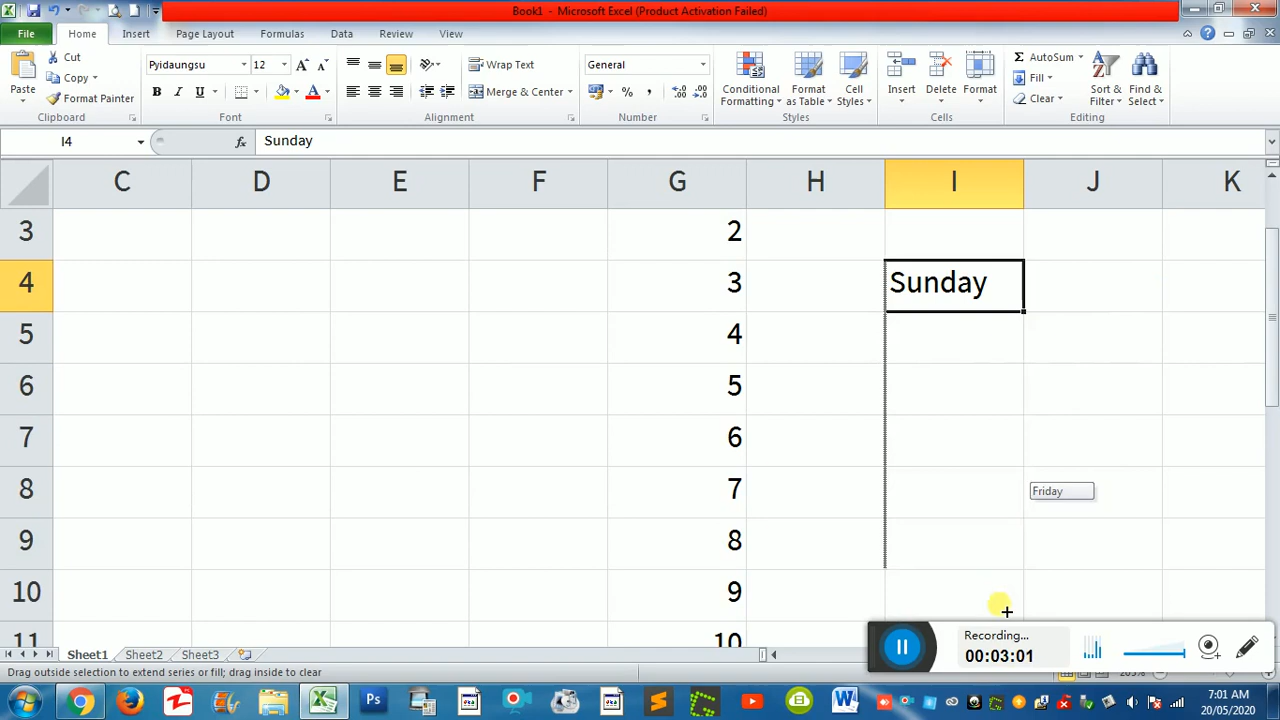 Book1 - Microsoft Excel (Product Activation Failed)
File Home Insert Page Layout Formulas Data Review View
Paste
Cut
Copy
Format Painter
Clipboard
Pyidaungsu 12
B I U
Font
Wrap Text
Merge & Center
Alignment
General
%
Number
Conditional Formatting
Format as Table
Cell Styles
Styles
Insert
Delete
Format
Cells
AutoSum
Fill
Clear
Sort & Filter
Find & Select
Editing
I4 fx Sunday
C D E F G H I J K
3 2
4 3 Sunday
5 4
6 5
7 6
8 7 Friday
9 8
10 9
11 10
Recording...
00:03:01
Sheet1 Sheet2 Sheet3
Drag outside selection to extend series or fill; drag inside to clear
7:01 AM
20/05/2020